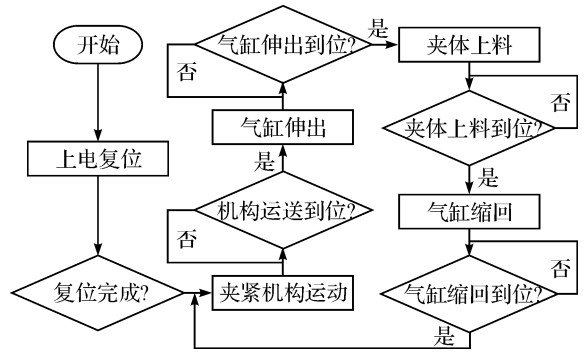 开始
上电复位
复位完成?
夹紧机构运动
否
机构运送到位?
是
气缸伸出
否
气缸伸出到位?
是
夹体上料
否
夹体上料到位?
是
气缸缩回
否
气缸缩回到位?
是